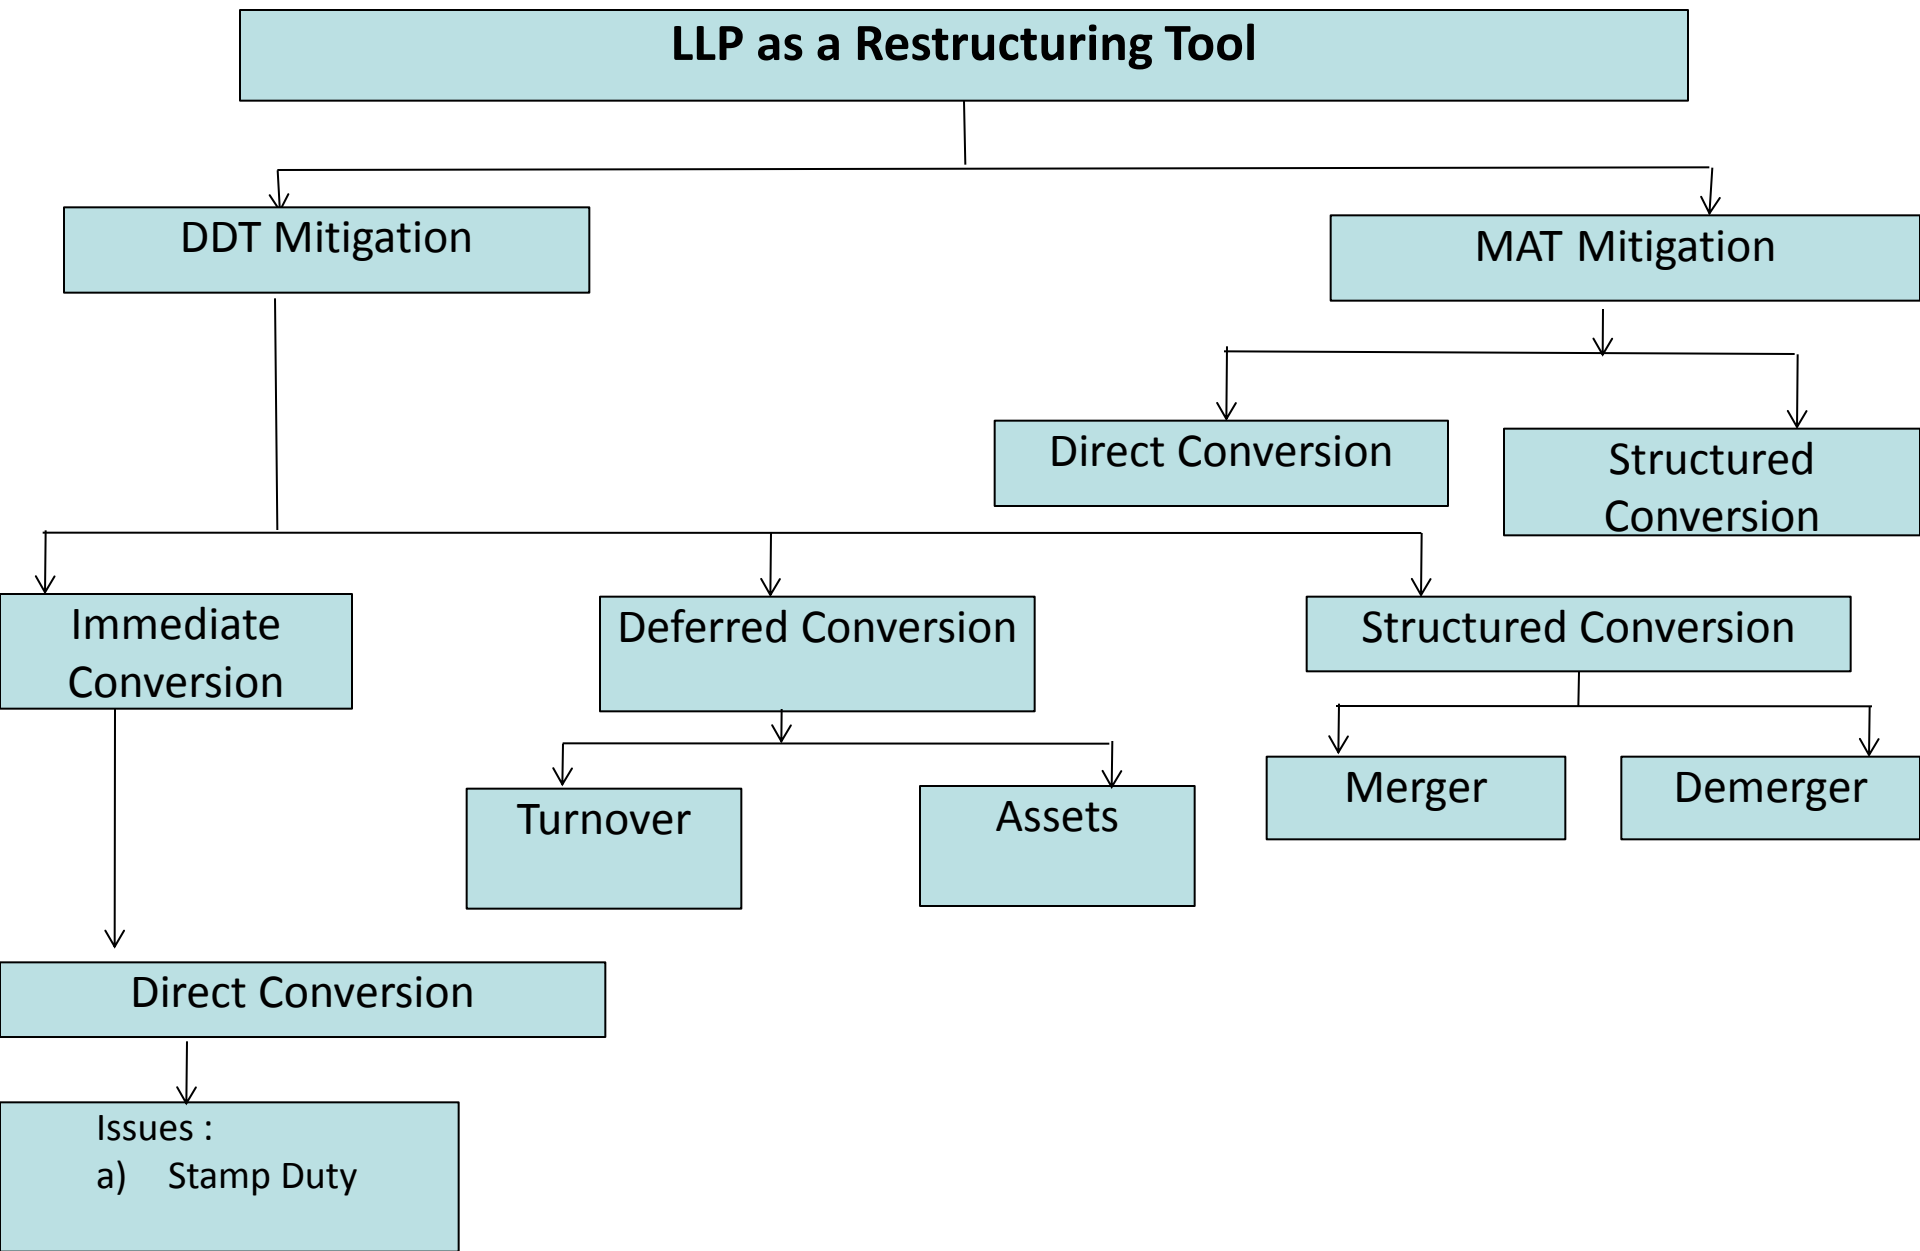 LLP as a Restructuring Tool
DDT Mitigation
MAT Mitigation
Direct Conversion
Structured
Conversion
Immediate
Conversion
Deferred Conversion
Structured Conversion
Turnover
Assets
Merger
Demerger
Direct Conversion
Issues :
a) Stamp Duty